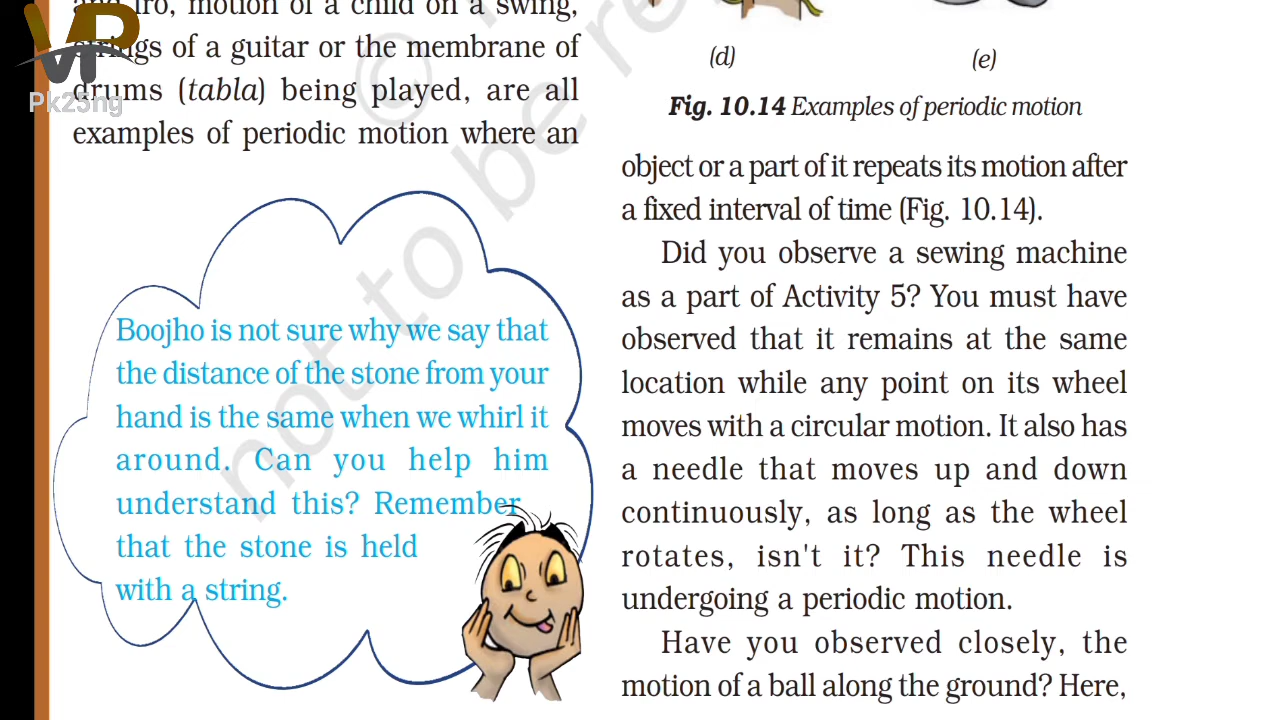 and fro, motion of a child on a swing,
strings of a guitar or the membrane of
drums (tabla) being played, are all
examples of periodic motion where an
VP
Pk25ng
Boojho is not sure why we say that
the distance of the stone from your
hand is the same when we whirl it
around. Can you help him
understand this? Remember
that the stone is held
with a string.
(d)
(e)
Fig. 10.14 Examples of periodic motion
object or a part of it repeats its motion after
a fixed interval of time (Fig. 10.14).
Did you observe a sewing machine
as a part of Activity 5? You must have
observed that it remains at the same
location while any point on its wheel
moves with a circular motion. It also has
a needle that moves up and down
continuously, as long as the wheel
rotates, isn't it? This needle is
undergoing a periodic motion.
Have you observed closely, the
motion of a ball along the ground? Here,
© not to be re